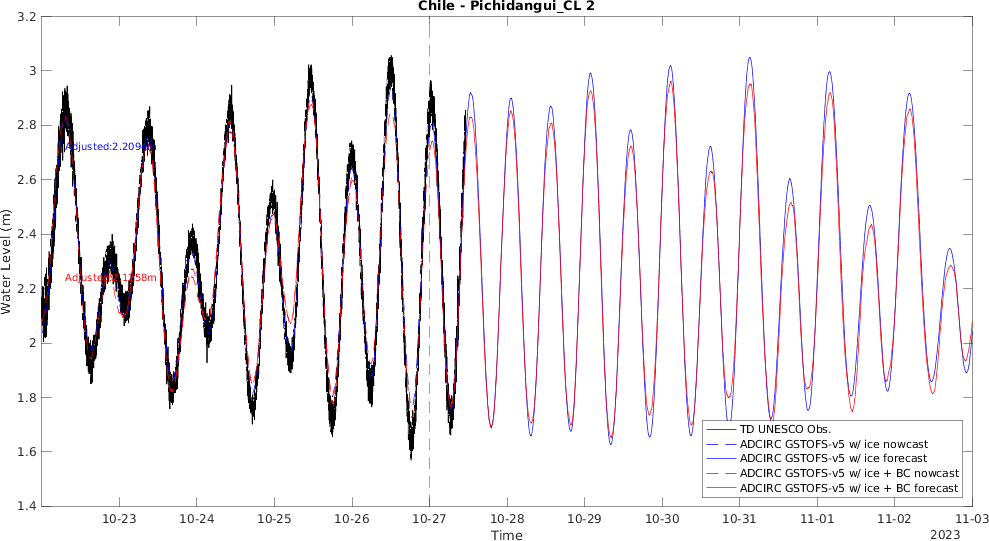 Chile - Pichidangui_CL 2
3.2
3
2.8
2.6
2.4
2.2
2
1.8
1.6
1.4
Water Level (m)
TD UNESCO Obs.
ADCIRC GSTOFS-v5 w/ ice nowcast
ADCIRC GSTOFS-v5 w/ ice forecast
ADCIRC GSTOFS-v5 w/ ice + BC nowcast
ADCIRC GSTOFS-v5 w/ ice + BC forecast
10-23 10-24 10-25 10-26 10-27 10-28 10-29 10-30 10-31 11-01 11-02 11-03
Time
2023